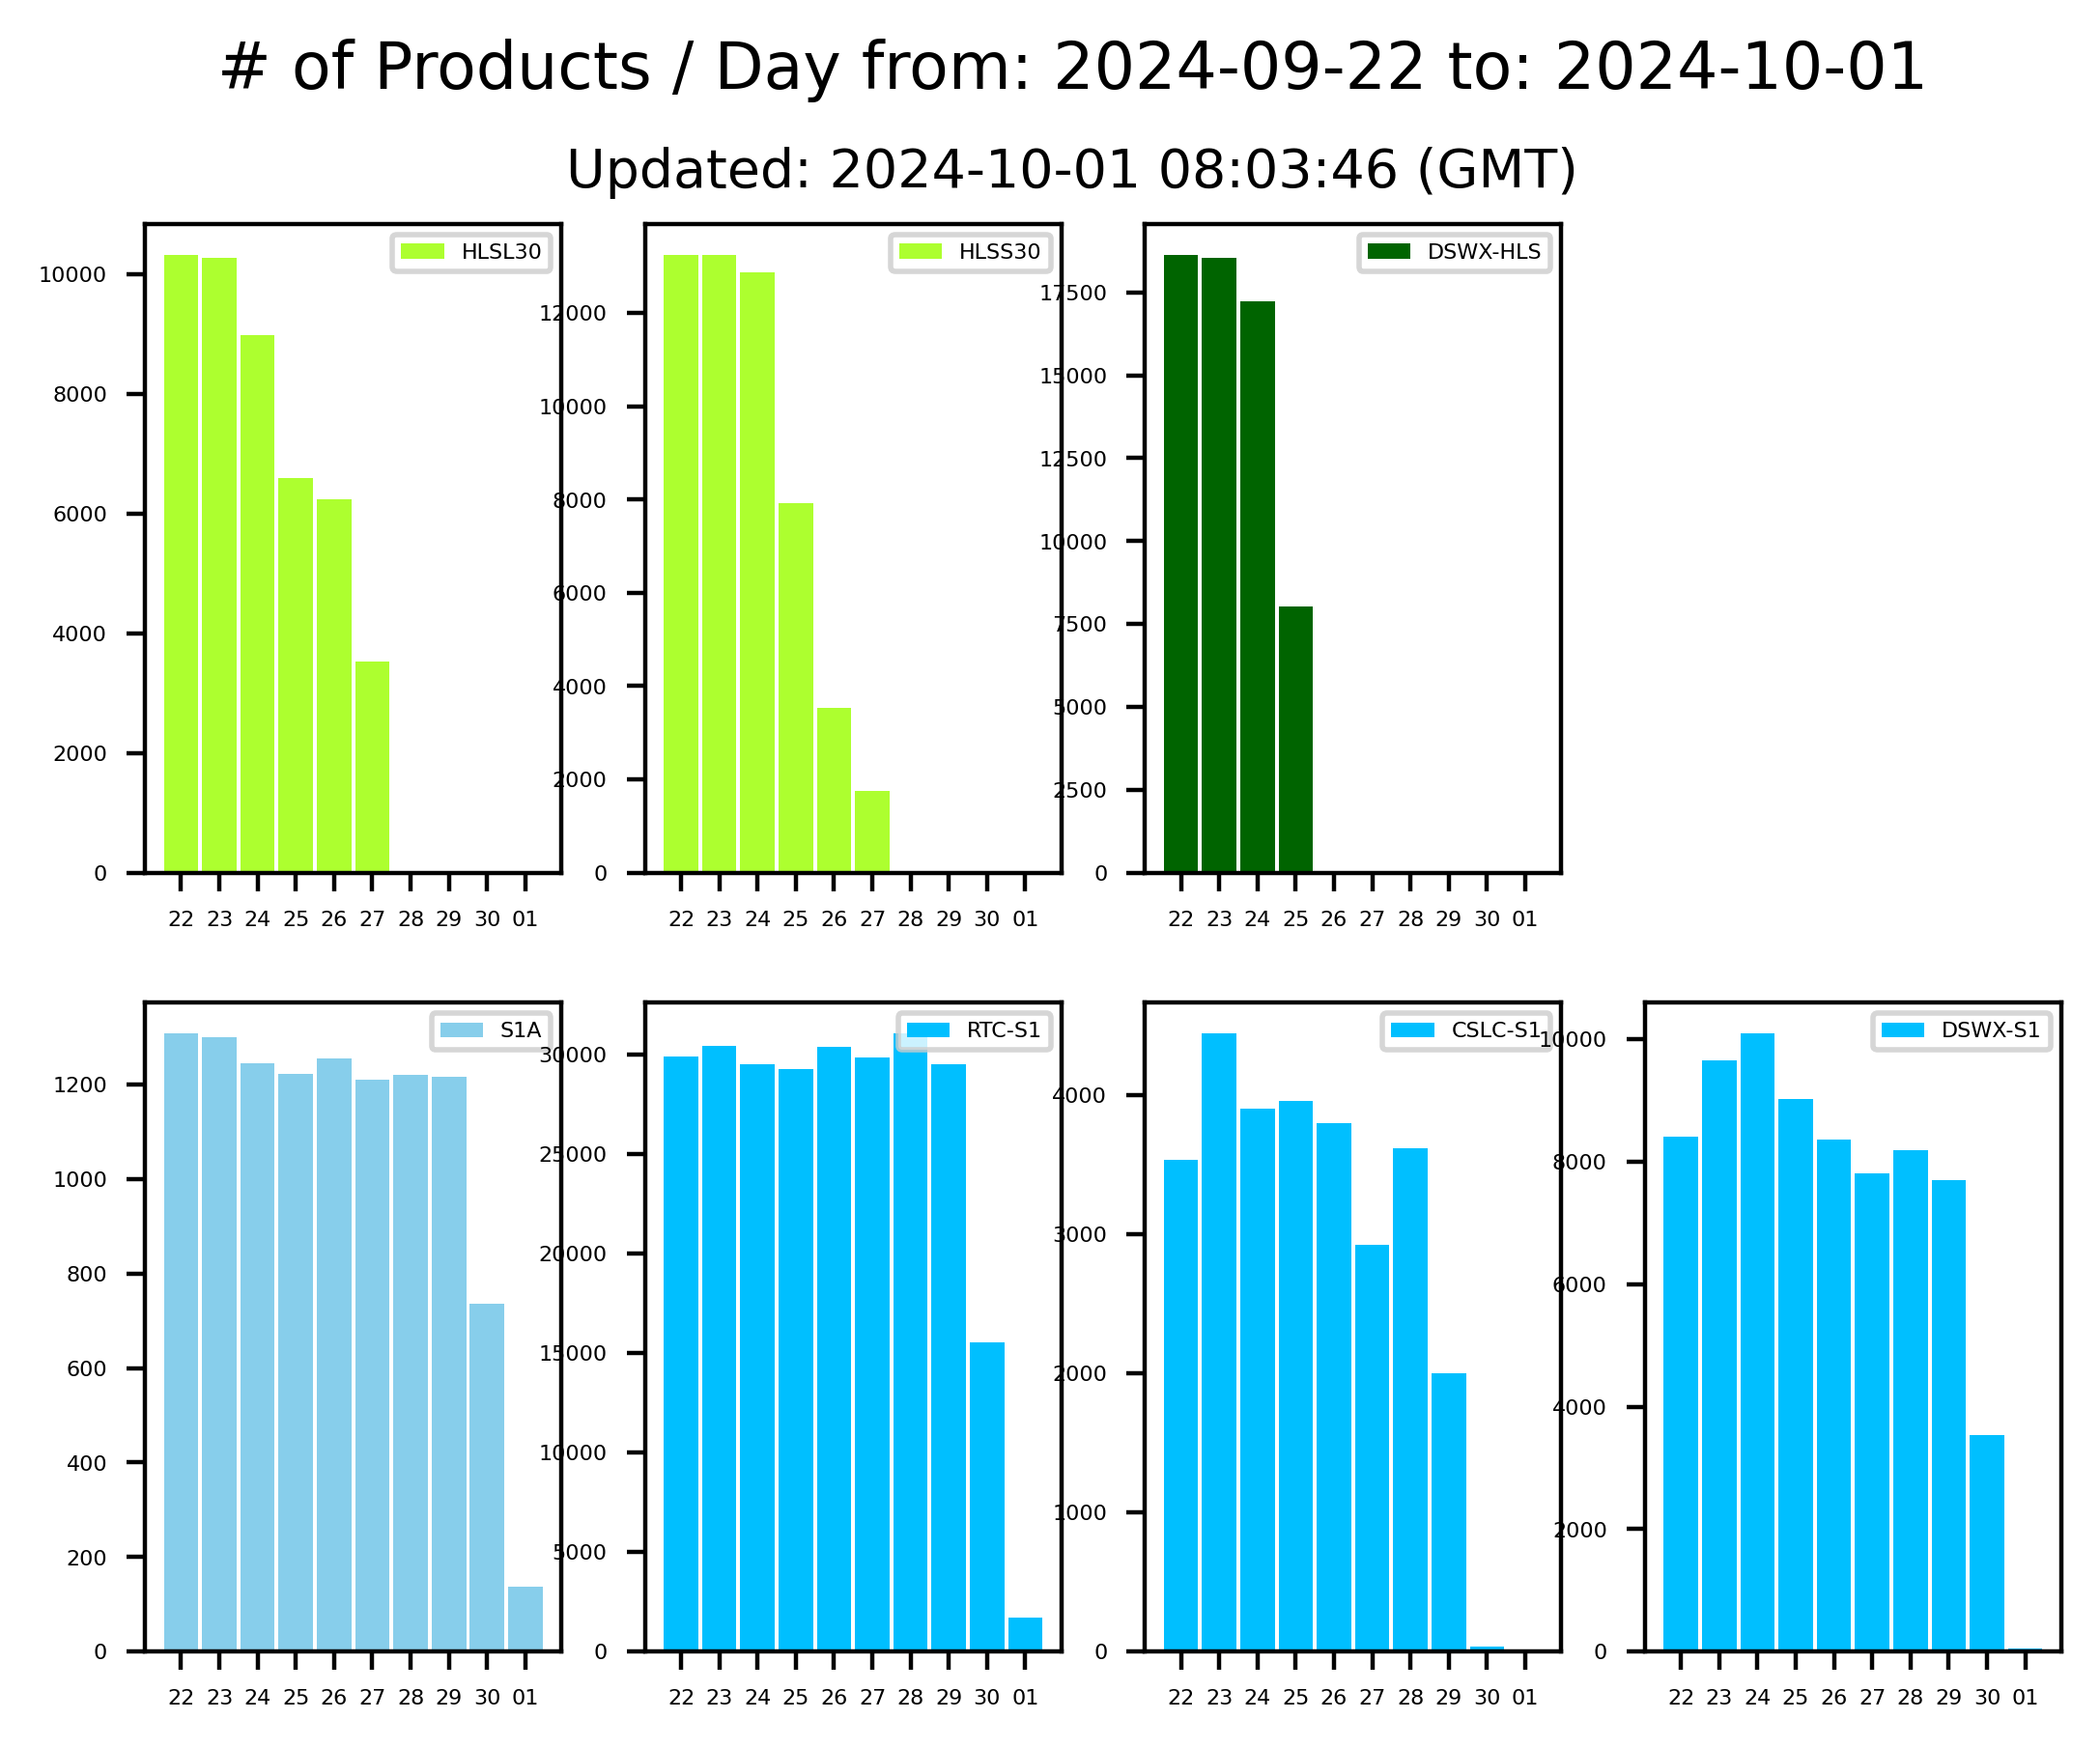 # of Products / Day from: 2024-09-22 to: 2024-10-01
Updated: 2024-10-01 08:03:46 (GMT)
HLSL30
10000
8000
6000
4000
2000
0
22 23 24 25 26 27 28 29 30 01
HLSS30
12000
10000
8000
6000
4000
2000
0
22 23 24 25 26 27 28 29 30 01
DSWX-HLS
17500
15000
12500
10000
7500
5000
2500
0
22 23 24 25 26 27 28 29 30 01
S1A
1200
1000
800
600
400
200
0
22 23 24 25 26 27 28 29 30 01
RTC-S1
30000
25000
20000
15000
10000
5000
0
22 23 24 25 26 27 28 29 30 01
CSLC-S1
4000
3000
2000
1000
0
22 23 24 25 26 27 28 29 30 01
DSWX-S1
10000
8000
6000
4000
2000
0
22 23 24 25 26 27 28 29 30 01